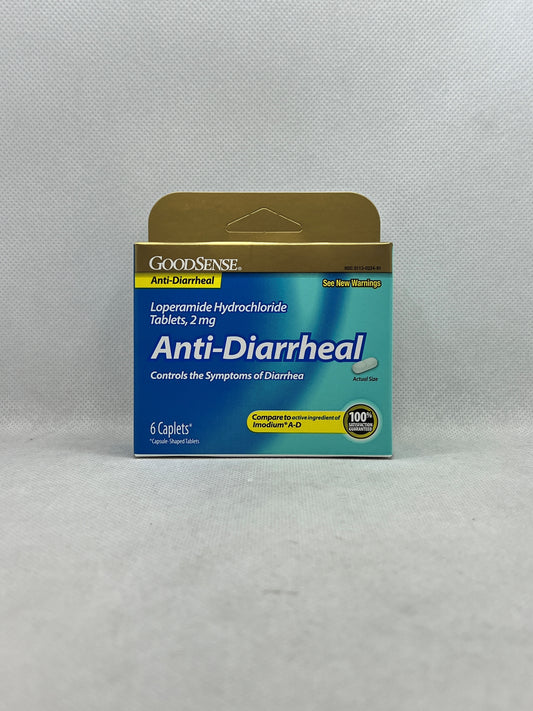 GOODSENSE®
Anti-Diarrheal
See New Warnings
Loperamide Hydrochloride
Tablets, 2 mg
Anti-Diarrheal
Controls the Symptoms of Diarrhea
Actual Size
6 Caplets*
*Capsule-Shaped Tablets
Compare to active ingredient of
Imodium® A-D
100%
SATISFACTION
GUARANTEED